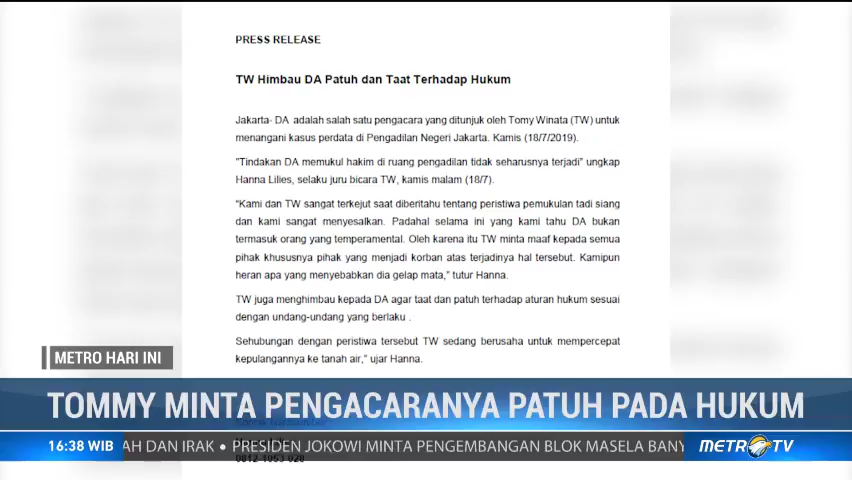 PRESS RELEASE
TW Himbau DA Patuh dan Taat Terhadap Hukum
Jakarta- DA adalah salah satu pengacara yang ditunjuk oleh Tomy Winata (TW) untuk
menangani kasus perdata di Pengadilan Negeri Jakarta. Kamis (18/7/2019).
"Tindakan DA memukul hakim di ruang pengadilan tidak seharusnya terjadi" ungkap
Hanna Lilies, selaku juru bicara TW, kamis malam (18/7).
"Kami dan TW sangat terkejut saat diberitahu tentang peristiwa pemukulan tadi siang
dan kami sangat menyesalkan. Padahal selama ini yang kami tahu DA bukan
termasuk orang yang temperamental. Oleh karena itu TW minta maaf kepada semua
pihak khususnya pihak yang menjadi korban atas terjadinya hal tersebut. Kamipun
heran apa yang menyebabkan dia gelap mata," tutur Hanna.
TW juga menghimbau kepada DA agar taat dan patuh terhadap aturan hukum sesuai
dengan undang-undang yang berlaku .
Sehubungan dengan peristiwa tersebut TW sedang berusaha untuk mempercepat
kepulangannya ke tanah air," ujar Hanna.
METRO HARI INI
TOMMY MINTA PENGACARANYA PATUH PADA HUKUM
16:38 WIB AH DAN IRAK • PRESIDEN JOKOWI MINTA PENGEMBANGAN BLOK MASELA BANY METRO TV